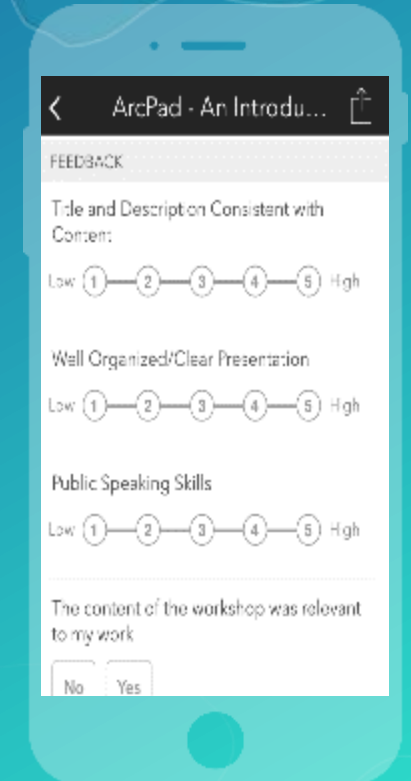 ArcPad - An Introdu...
FEEDBACK
Title and Description Consistent with
Content
Low 1 2 3 4 5 High
Well Organized/Clear Presentation
Low 1 2 3 4 5 High
Public Speaking Skills
Low 1 2 3 4 5 High
The content of the workshop was relevant
to my work
No Yes